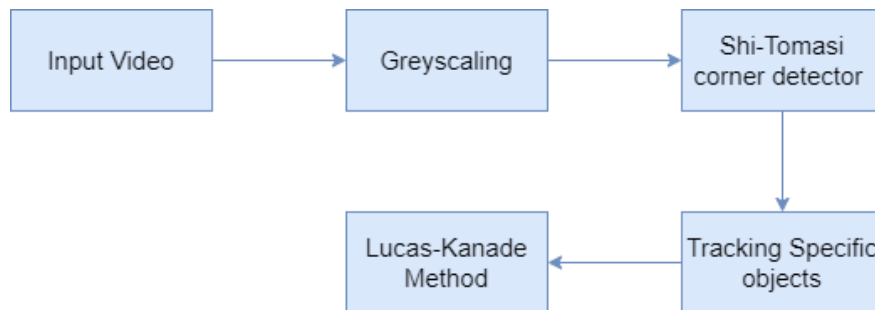 Input Video
Greyscaling
Shi-Tomasi
corner detector
Tracking Specific
objects
Lucas-Kanade
Method